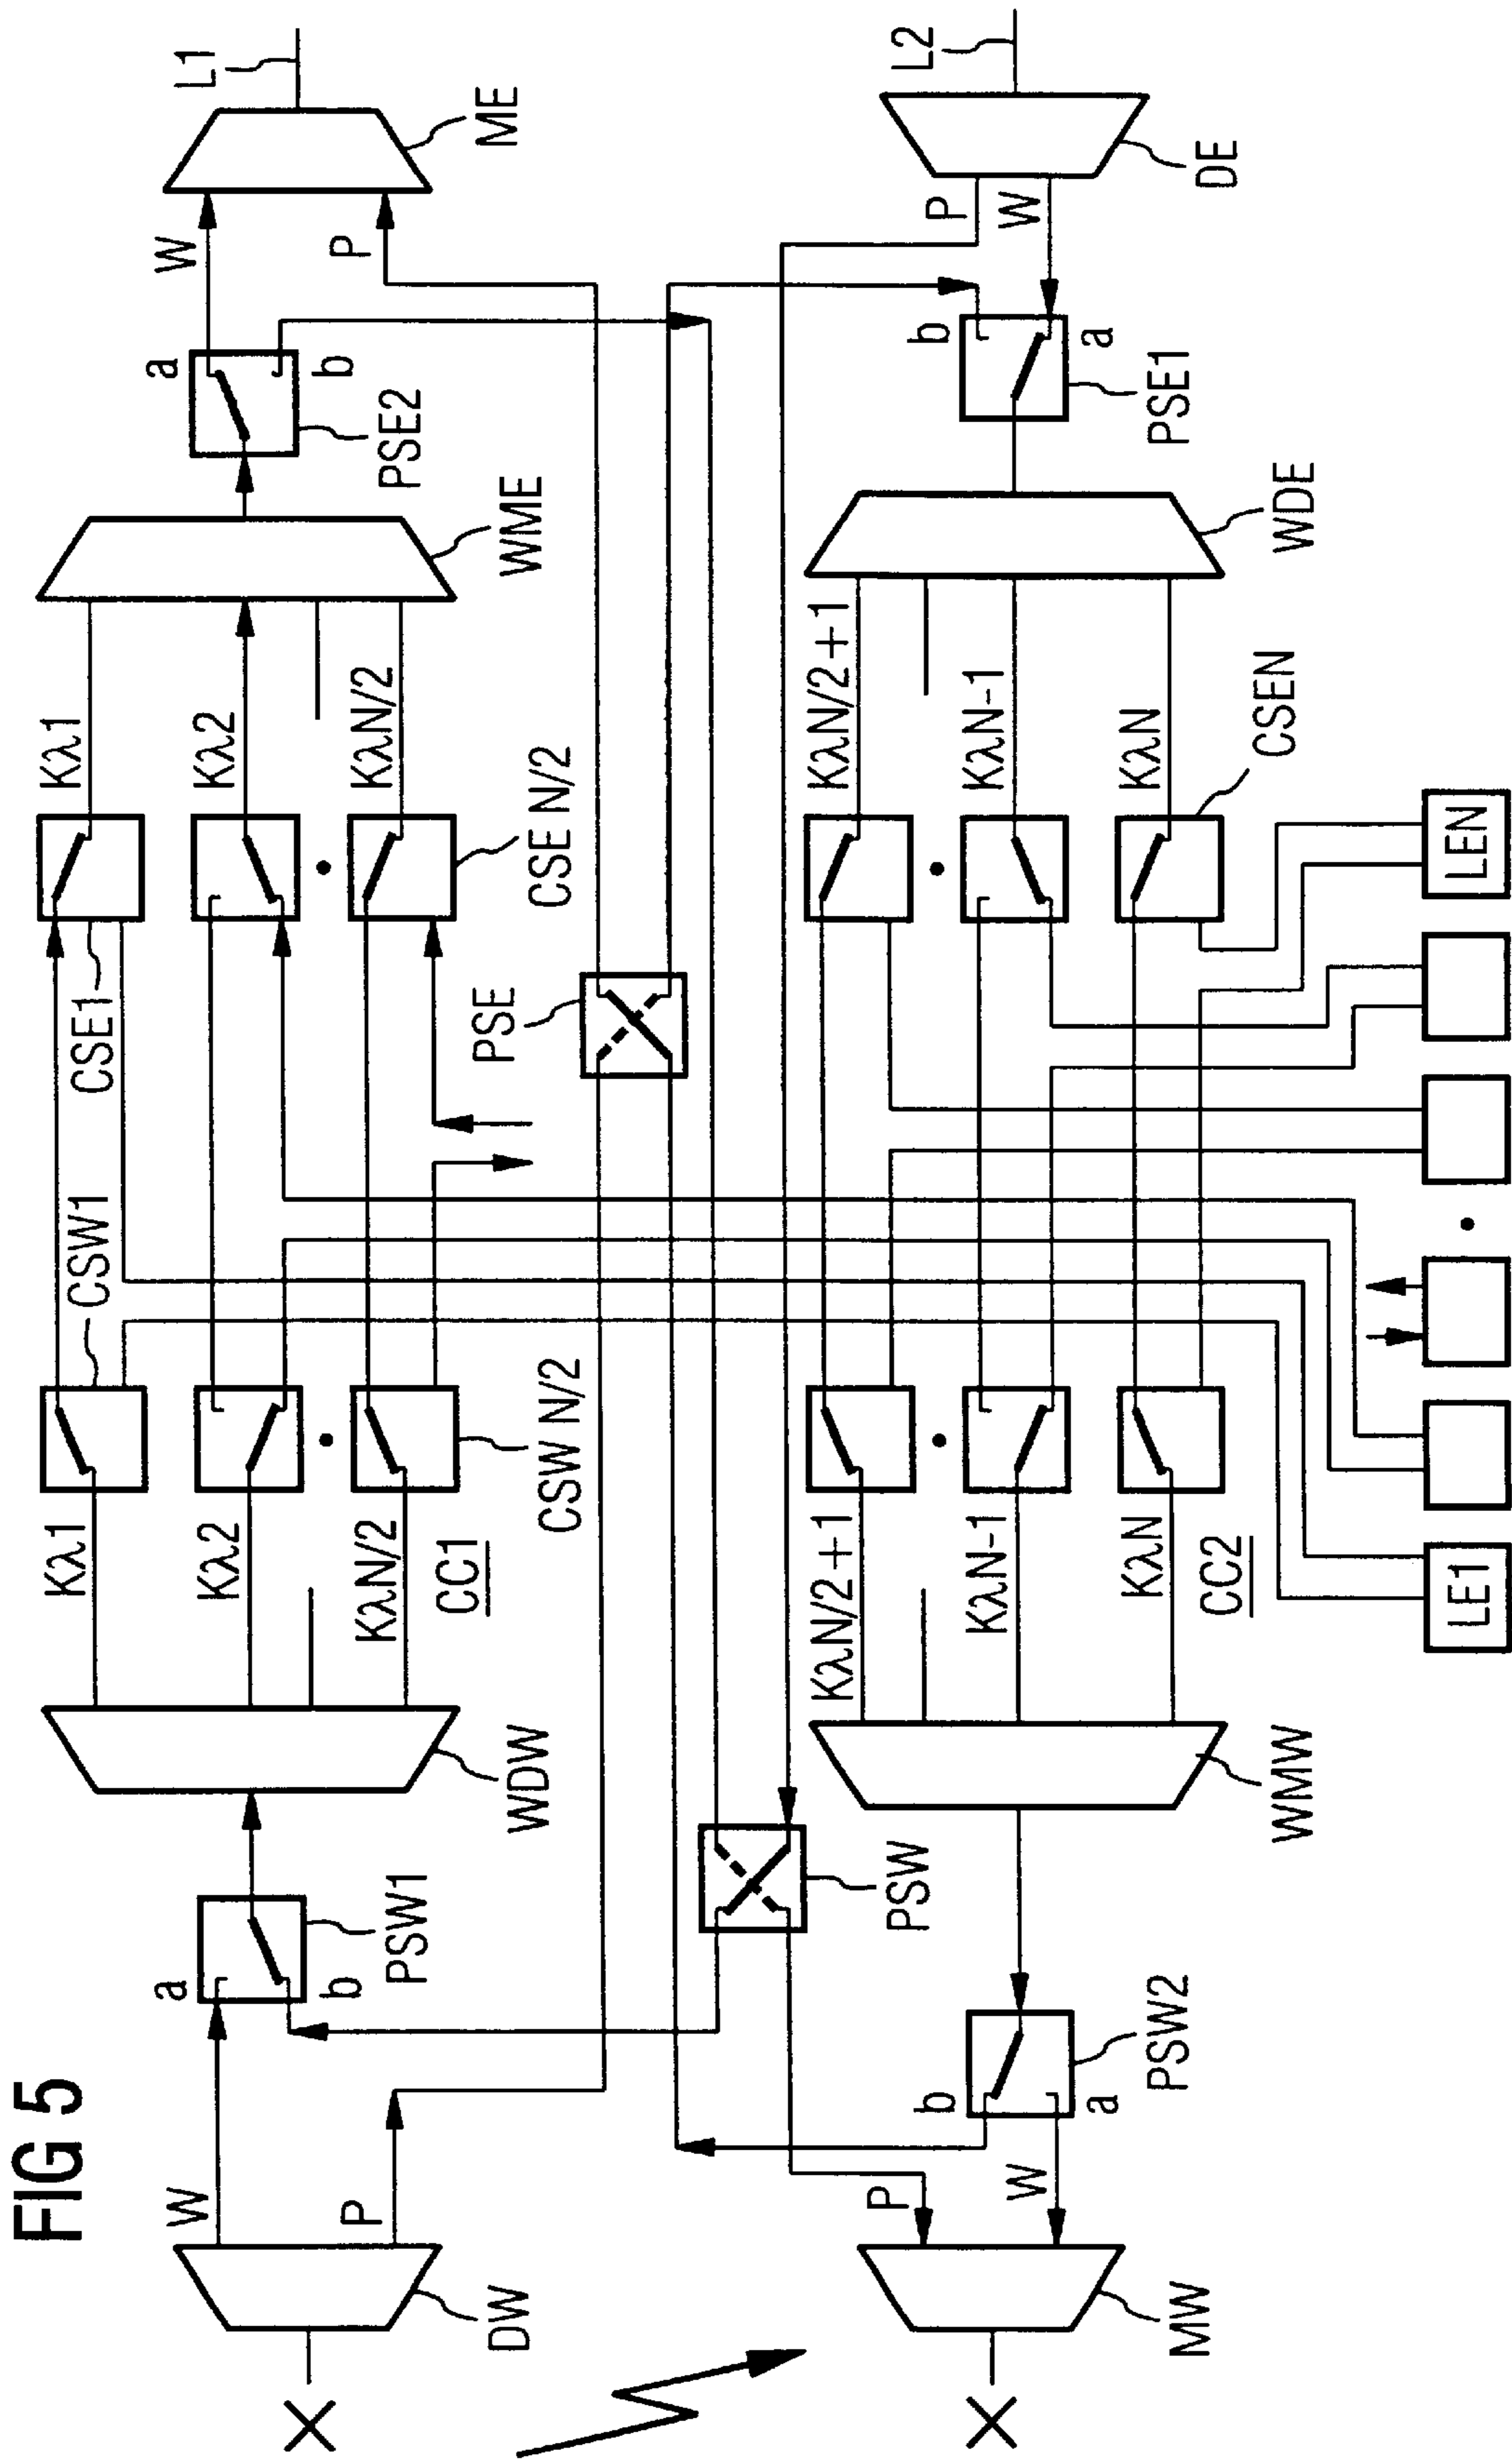 FIG 5
W
P
DW
a
b
PSW1
WDW
Kλ1
Kλ2
KλN/2
CC1
CSW1
CSW N/2
CSE1
CSE N/2
Kλ1
Kλ2
KλN/2
WME
a
b
PSE2
W
P
ME
L1
PSE
PSW
P
W
MW
b
a
PSW2
WMW
KλN/2+1
KλN-1
KλN
CC2
KλN/2+1
KλN-1
KλN
CSEN
WDE
b
a
PSE1
P
W
DE
L2
LE1
LEN